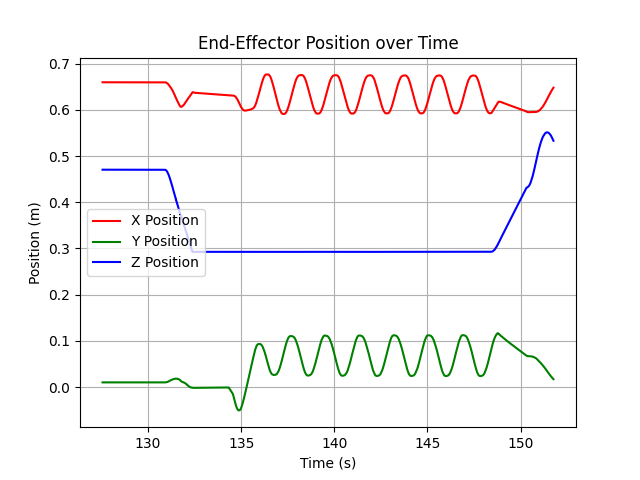 End-Effector Position over Time
0.7
0.6
0.5
0.4
0.3
0.2
0.1
0.0
Position (m)
X Position
Y Position
Z Position
130 135 140 145 150
Time (s)